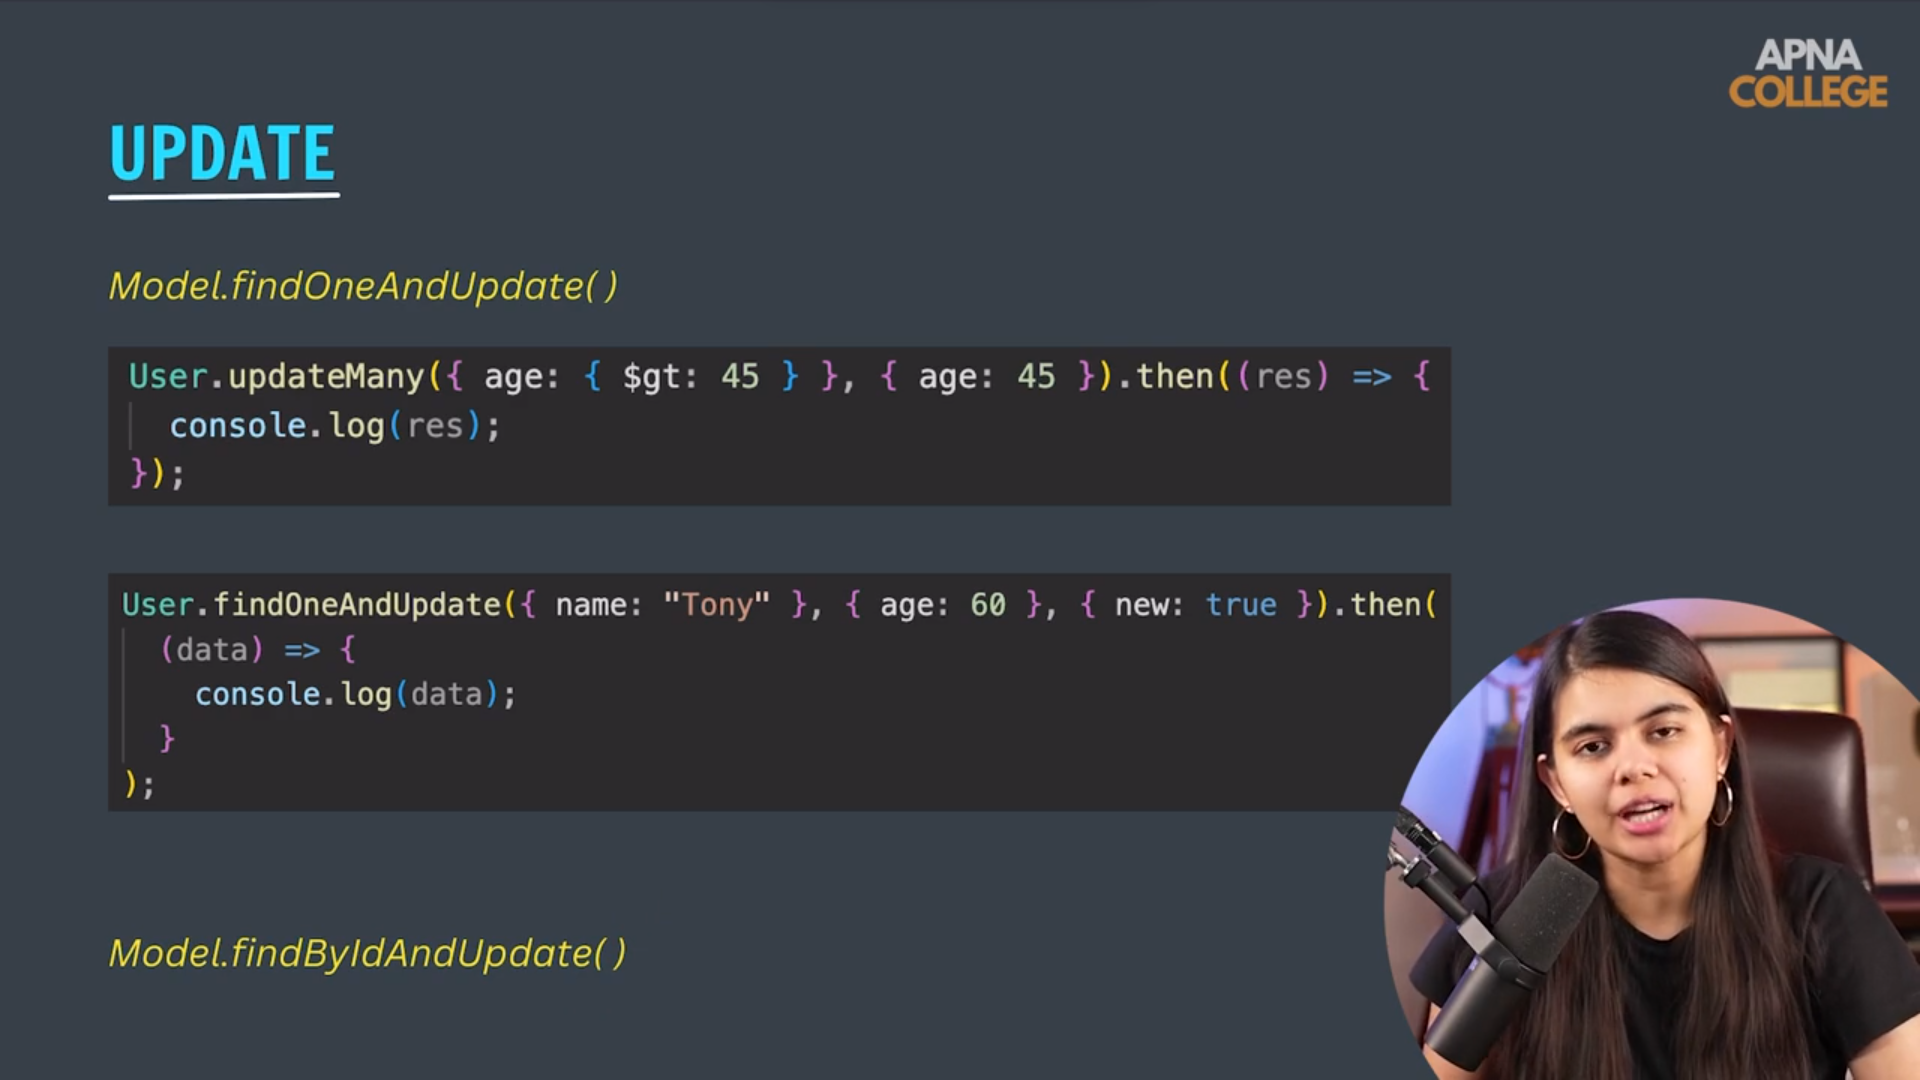 APNA
COLLEGE
UPDATE
Model.findOneAndUpdate( )
User.updateMany({ age: { $gt: 45 } }, { age: 45 }).then((res) => {
console.log(res);
});
User.findOneAndUpdate({ name: "Tony" }, { age: 60 }, { new: true }).then(
(data) => {
console.log(data);
}
);
Model.findByIdAndUpdate( )